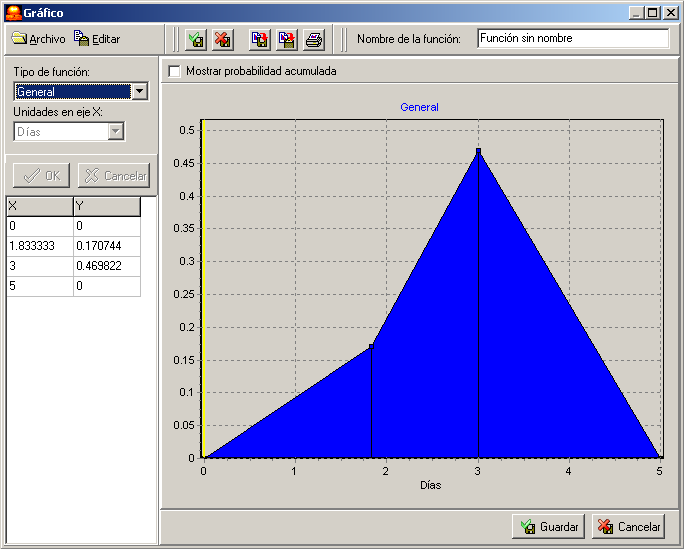 Gráfico
Archivo Editar Nombre de la función: Función sin nombre
Tipo de función:
General
Unidades en eje X:
Días
OK Cancelar
X Y
0 0
1.833333 0.170744
3 0.469822
5 0
Mostrar probabilidad acumulada
General
0.5
0.45
0.4
0.35
0.3
0.25
0.2
0.15
0.1
0.05
0
0 1 2 3 4 5
Días
Guardar Cancelar